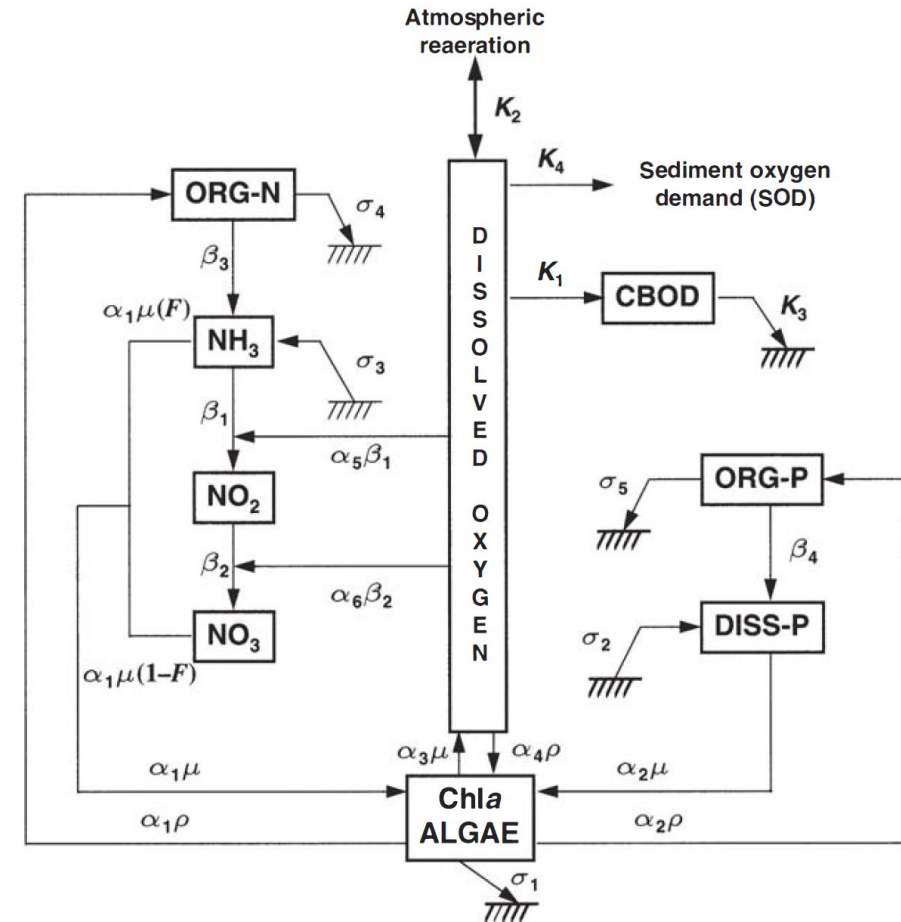 Atmospheric
reaeration
K₂
K₄
Sediment oxygen
demand (SOD)
ORG-N
σ₄
β₃
K₁
CBOD
K₃
α₁μ(F)
NH₃
σ₃
β₁
α₅β₁
NO₂
β₂
α₆β₂
NO₃
α₁μ(1–F)
DISSOLVED OXYGEN
ORG-P
σ₅
β₄
DISS-P
σ₂
α₃μ
α₄ρ
α₁μ
α₂μ
Chla
ALGAE
α₁ρ
α₂ρ
σ₁